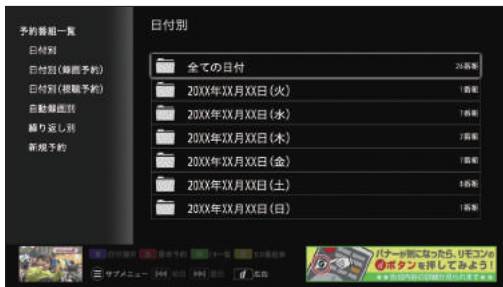 予約番組一覧
日付別
日付別(録画予約)
日付別(視聴予約)
自動録画別
繰り返し別
新規予約
日付別
全ての日付
20XX年XX月XX日(火)
20XX年XX月XX日(水)
20XX年XX月XX日(木)
20XX年XX月XX日(金)
20XX年XX月XX日(土)
20XX年XX月XX日(日)
サブメニュー
d 広告
バナーが気になったら、リモコンの
dボタンを押してみよう!